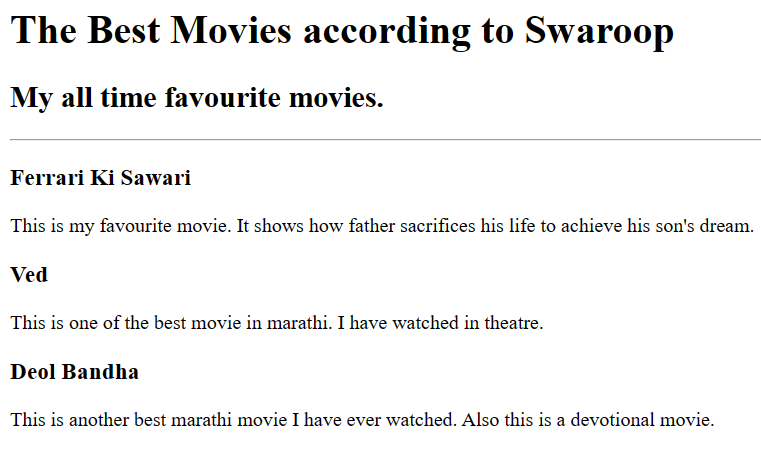 The Best Movies according to Swaroop
My all time favourite movies.
Ferrari Ki Sawari
This is my favourite movie. It shows how father sacrifices his life to achieve his son's dream.
Ved
This is one of the best movie in marathi. I have watched in theatre.
Deol Bandha
This is another best marathi movie I have ever watched. Also this is a devotional movie.